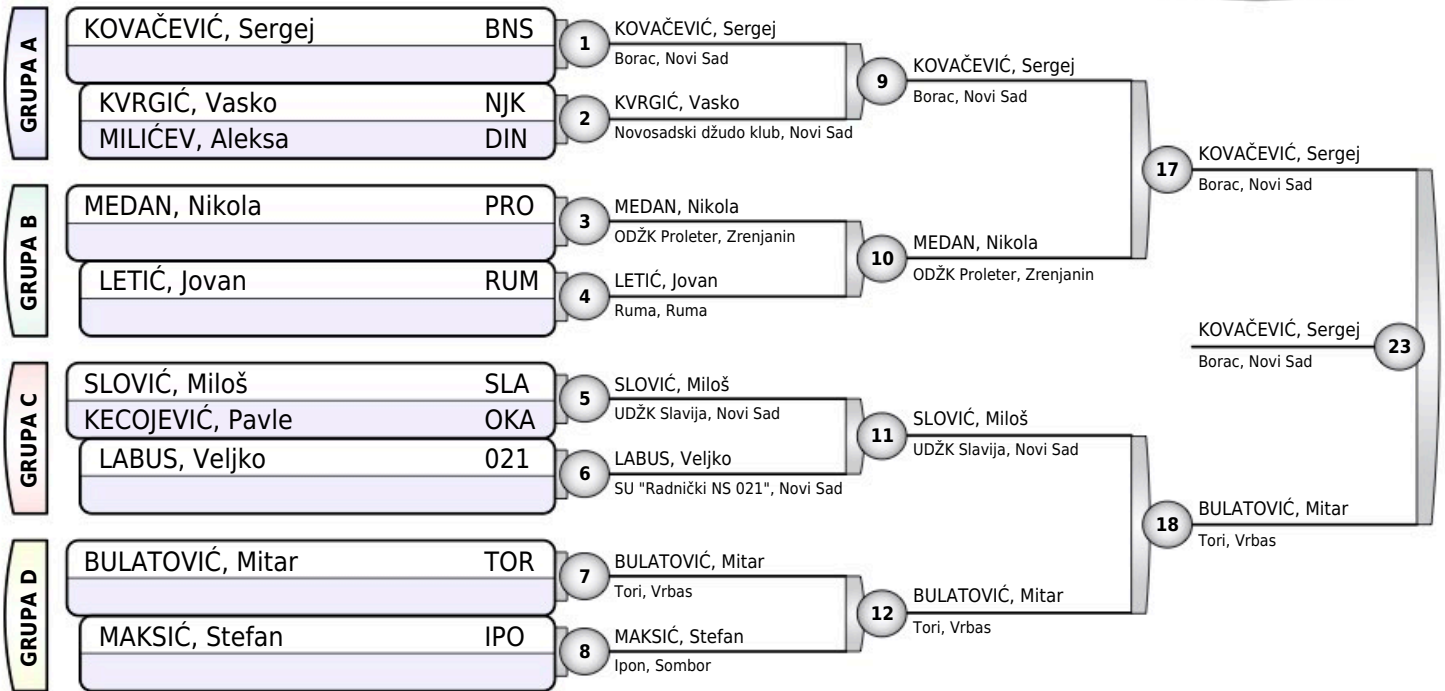 GRUPA A
KOVAČEVIĆ, Sergej BNS
KVRGIĆ, Vasko NJK
MILIĆEV, Aleksa DIN
GRUPA B
MEDAN, Nikola PRO
LETIĆ, Jovan RUM
GRUPA C
SLOVIĆ, Miloš SLA
KECOJEVIĆ, Pavle OKA
LABUS, Veljko 021
GRUPA D
BULATOVIĆ, Mitar TOR
MAKSIĆ, Stefan IPO
1
KOVAČEVIĆ, Sergej
Borac, Novi Sad
2
KVRGIĆ, Vasko
Novosadski džudo klub, Novi Sad
3
MEDAN, Nikola
ODŽK Proleter, Zrenjanin
4
LETIĆ, Jovan
Ruma, Ruma
5
SLOVIĆ, Miloš
UDŽK Slavija, Novi Sad
6
LABUS, Veljko
SU "Radnički NS 021", Novi Sad
7
BULATOVIĆ, Mitar
Tori, Vrbas
8
MAKSIĆ, Stefan
Ipon, Sombor
9
KOVAČEVIĆ, Sergej
Borac, Novi Sad
10
MEDAN, Nikola
ODŽK Proleter, Zrenjanin
11
SLOVIĆ, Miloš
UDŽK Slavija, Novi Sad
12
BULATOVIĆ, Mitar
Tori, Vrbas
17
KOVAČEVIĆ, Sergej
Borac, Novi Sad
18
BULATOVIĆ, Mitar
Tori, Vrbas
KOVAČEVIĆ, Sergej
Borac, Novi Sad
23